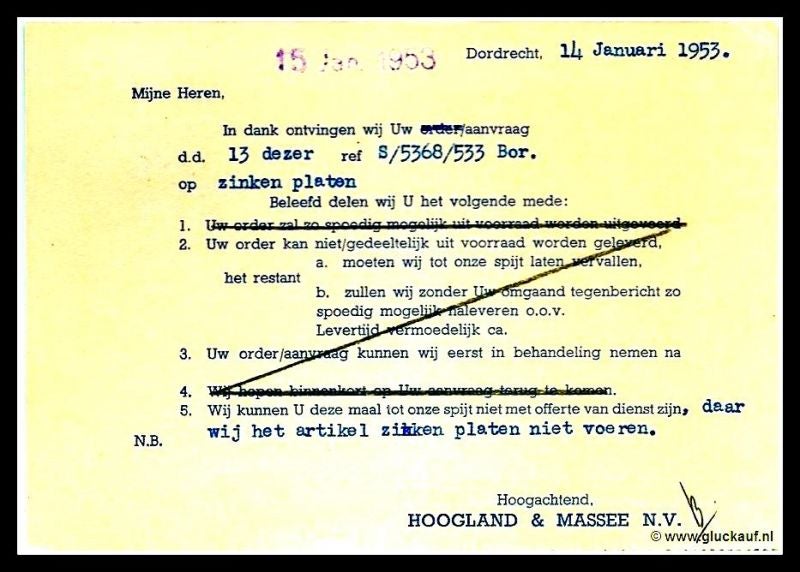 15 Jan. 1953
Dordrecht, 14 Januari 1953.
Mijne Heren,
In dank ontvingen wij Uw order/aanvraag
d.d. 13 dezer ref S/5368/533 Bor.
op zinken platen
Beleefd delen wij U het volgende mede:
1. Uw order zal zo spoedig mogelijk uit voorraad worden uitgevoerd
2. Uw order kan niet/gedeeltelijk uit voorraad worden geleverd,
a. moeten wij tot onze spijt laten vervallen,
het restant
b. zullen wij zonder Uw omgaand tegenbericht zo
spoedig mogelijk naleveren o.o.v.
Levertijd vermoedelijk ca.
3. Uw order/aanvraag kunnen wij eerst in behandeling nemen na
4. Wij hopen binnenkort op Uw aanvraag terug te komen.
5. Wij kunnen U deze maal tot onze spijt niet met offerte van dienst zijn, daar
wij het artikel zinken platen niet voeren.
N.B.
Hoogachtend,
HOOGLAND & MASSEE N.V.
© www.gluckauf.nl